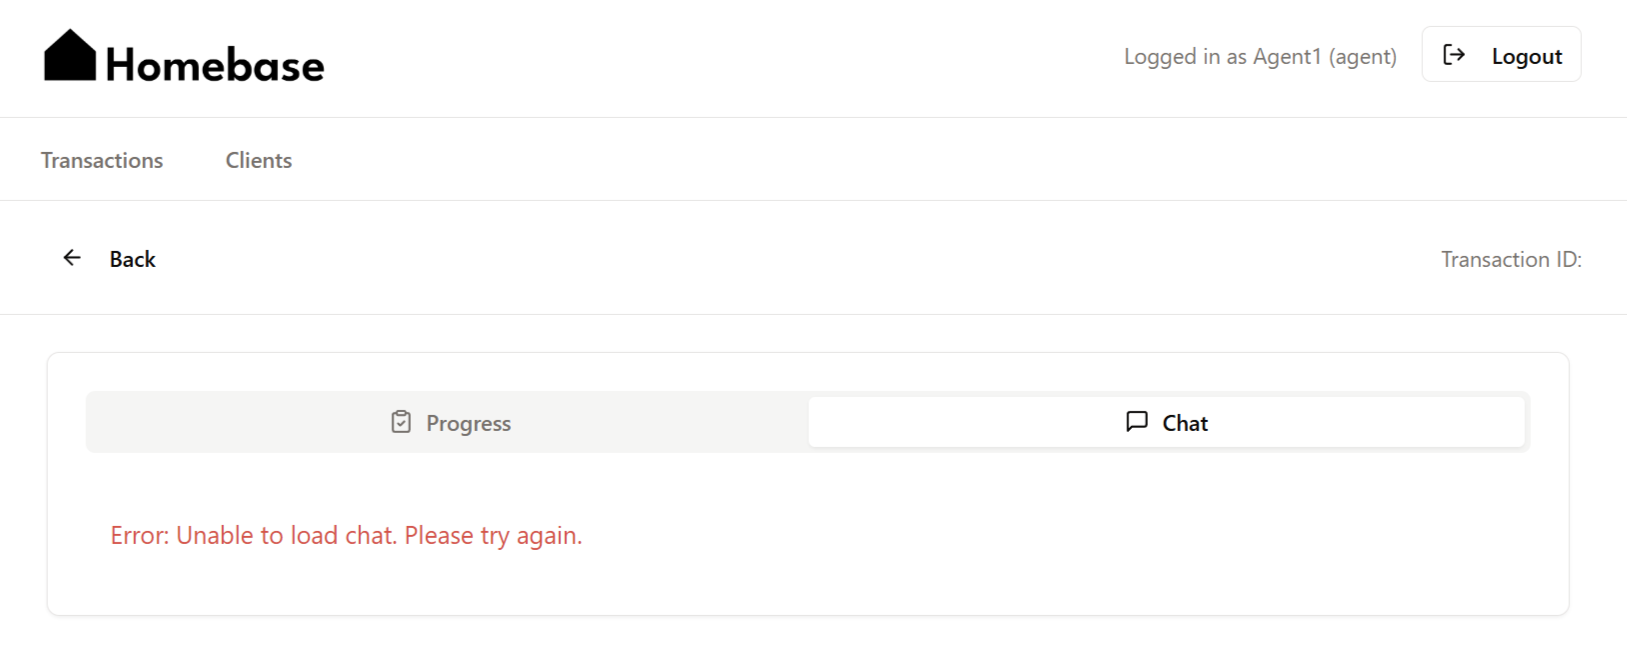 Homebase
Logged in as Agent1 (agent)
Logout
Transactions
Clients
Back
Transaction ID:
Progress
Chat
Error: Unable to load chat. Please try again.